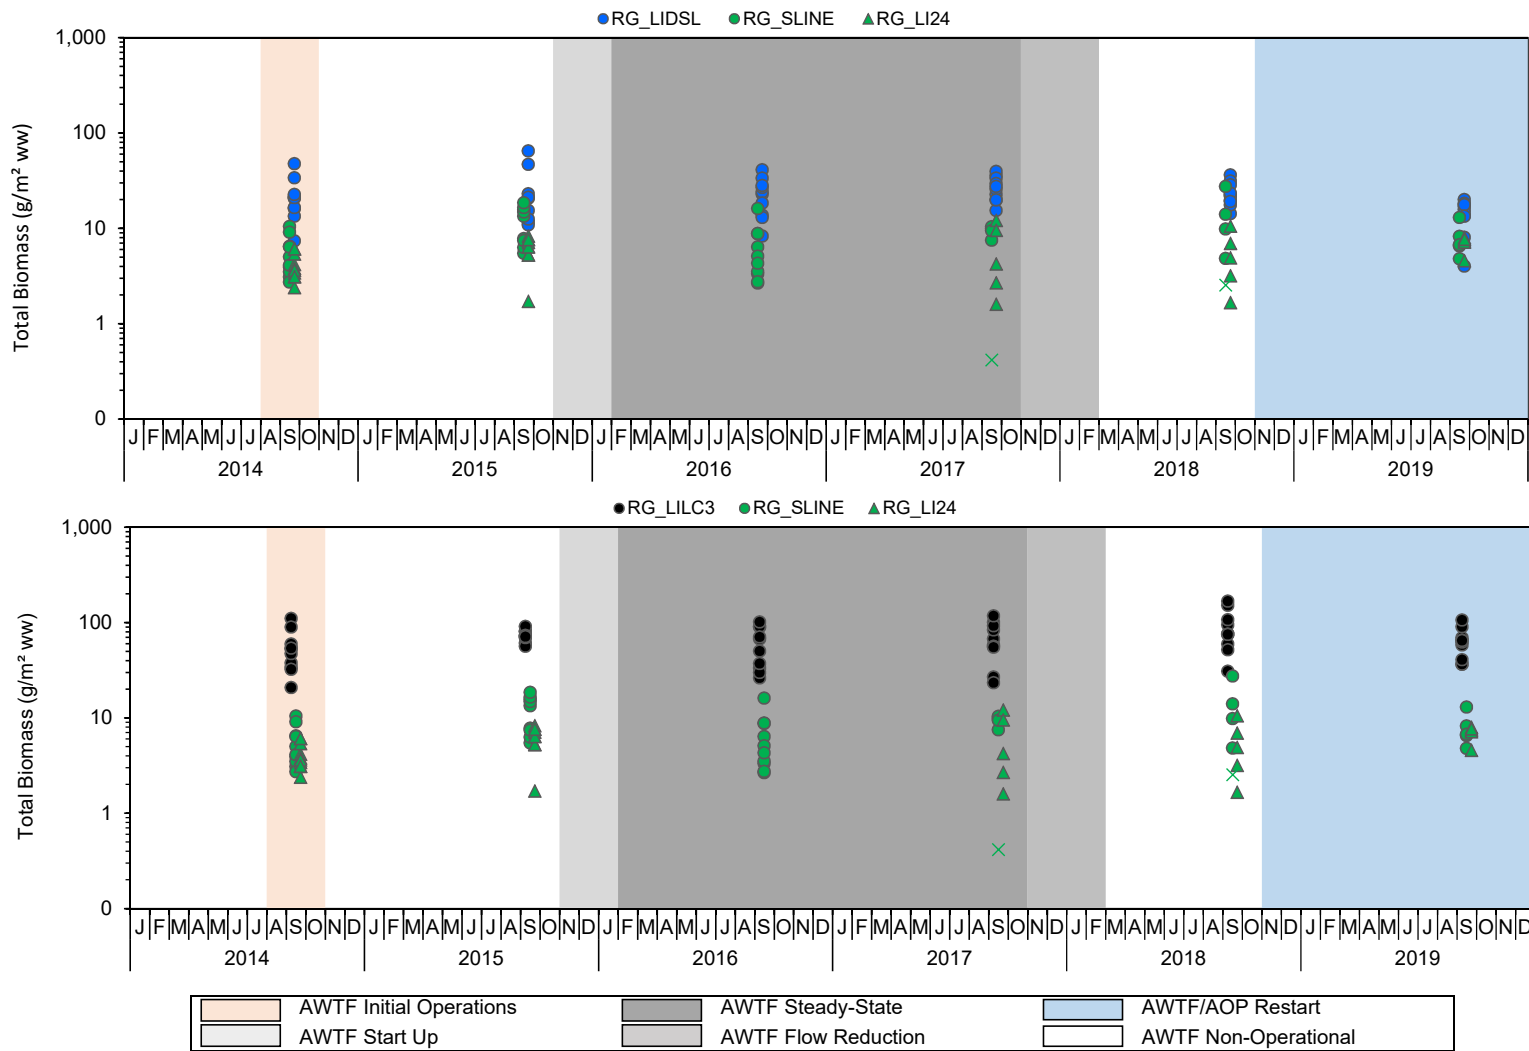 RG_LIDSL RG_SLINE RG_LI24
Total Biomass (g/m² ww)
1,000
100
10
1
0
J F M A M J J A S O N D J F M A M J J A S O N D J F M A M J J A S O N D J F M A M J J A S O N D J F M A M J J A S O N D J F M A M J J A S O N D
2014 2015 2016 2017 2018 2019
RG_LILC3 RG_SLINE RG_LI24
Total Biomass (g/m² ww)
1,000
100
10
1
0
J F M A M J J A S O N D J F M A M J J A S O N D J F M A M J J A S O N D J F M A M J J A S O N D J F M A M J J A S O N D J F M A M J J A S O N D
2014 2015 2016 2017 2018 2019
AWTF Initial Operations AWTF Steady-State AWTF/AOP Restart
AWTF Start Up AWTF Flow Reduction AWTF Non-Operational